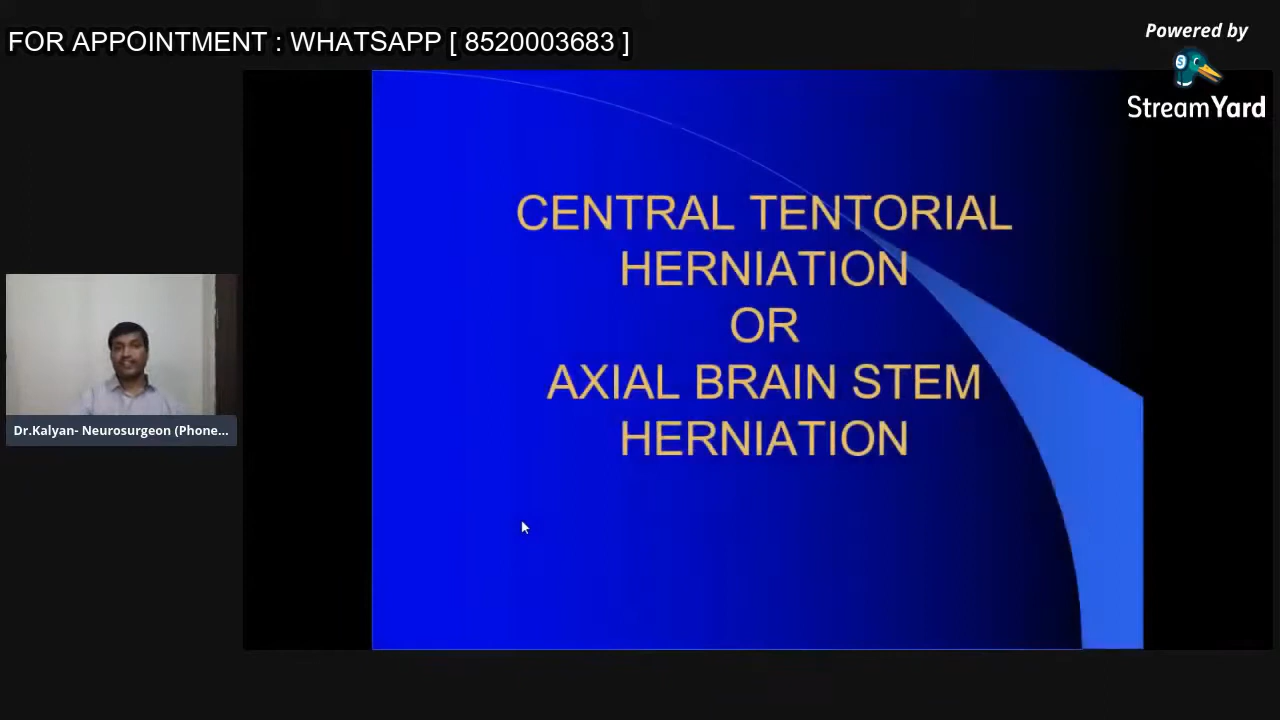 FOR APPOINTMENT : WHATSAPP [ 8520003683 ]
Powered by
StreamYard
CENTRAL TENTORIAL
HERNIATION
OR
AXIAL BRAIN STEM
HERNIATION
Dr.Kalyan- Neurosurgeon (Phone...